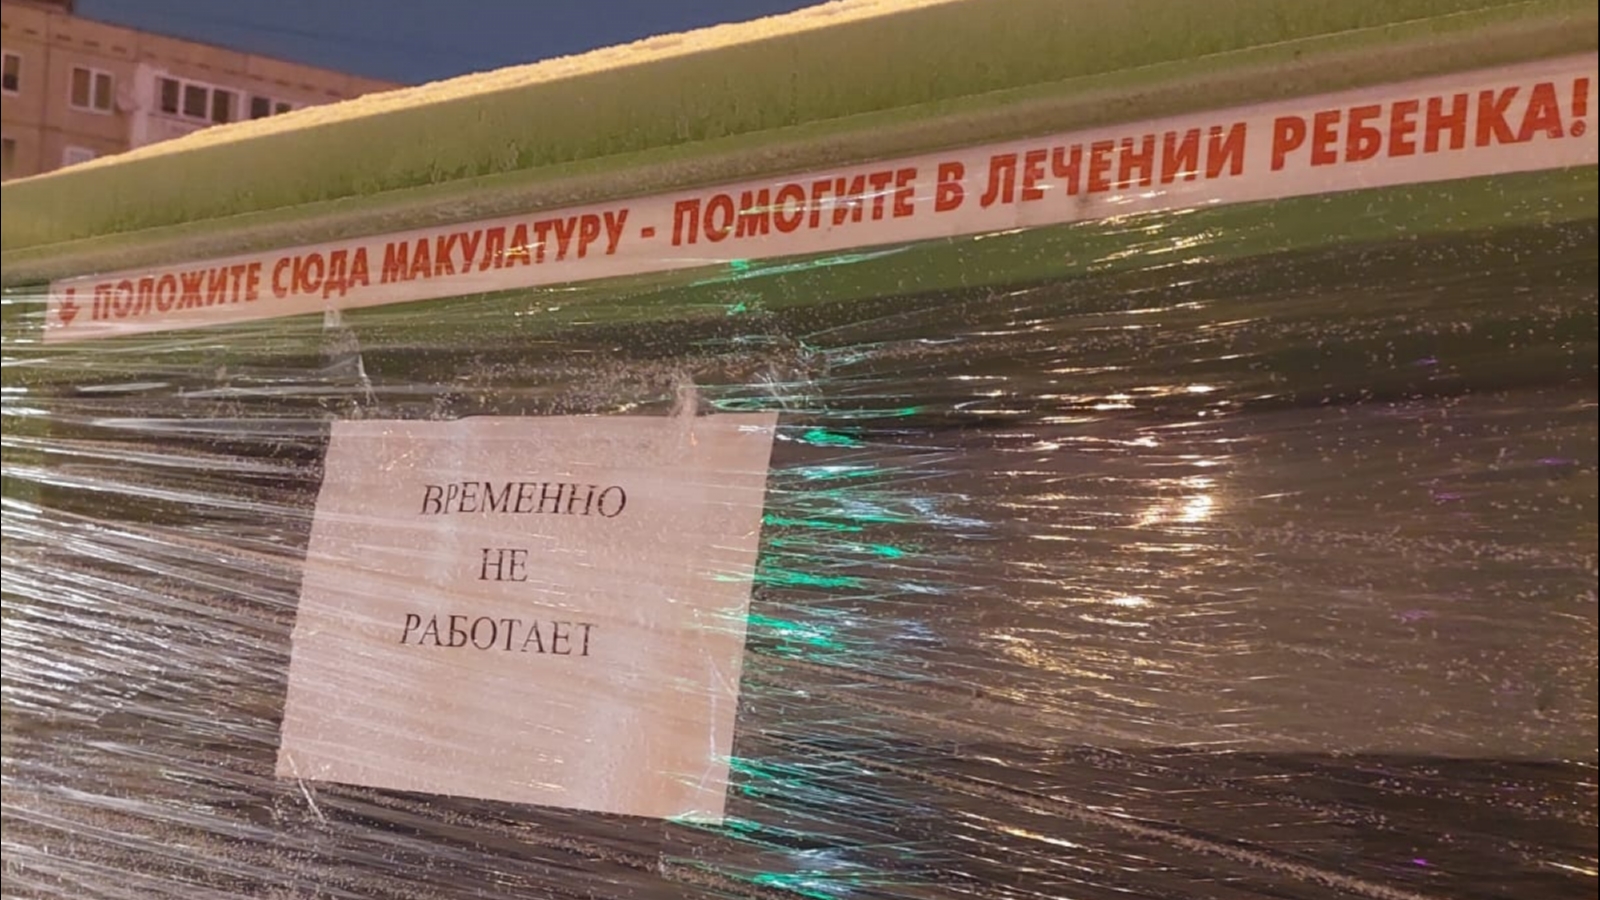 ↓ ПОЛОЖИТЕ СЮДА МАКУЛАТУРУ - ПОМОГИТЕ В ЛЕЧЕНИИ РЕБЕНКА!
ВРЕМЕННО
НЕ
РАБОТАЕТ